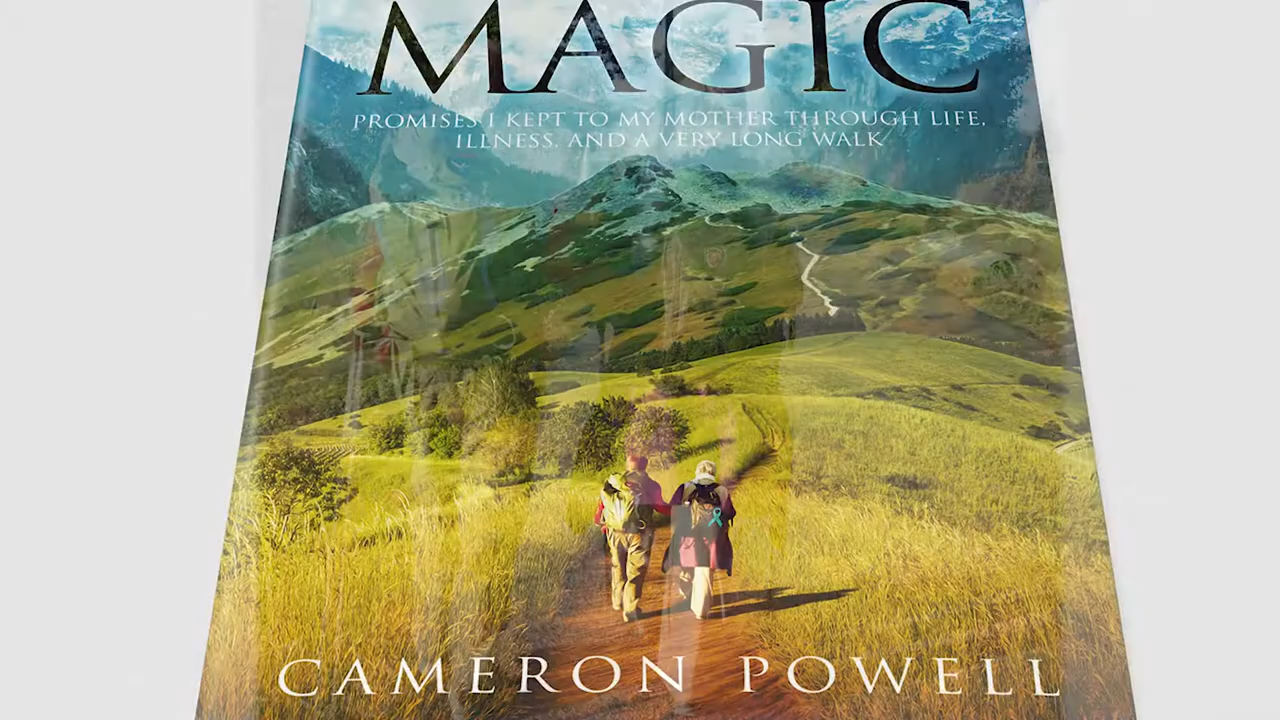 MAGIC
PROMISES I KEPT TO MY MOTHER THROUGH LIFE,
ILLNESS, AND A VERY LONG WALK
CAMERON POWELL